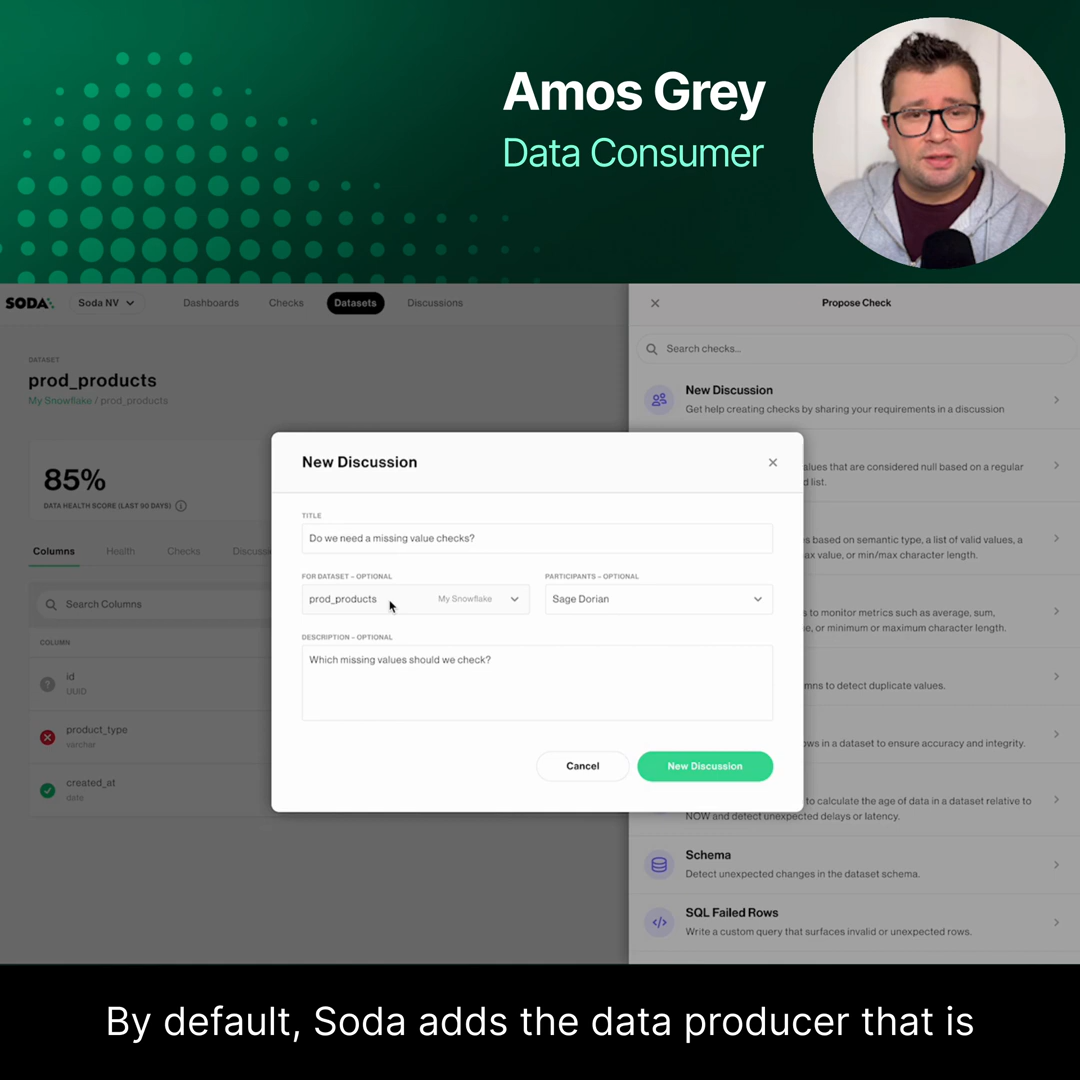 Amos Grey
Data Consumer
SODA
Soda NV
Dashboards
Checks
Datasets
Discussions
DATASET
prod_products
My Snowflake / prod_products
85%
DATA HEALTH SCORE (LAST 90 DAYS)
Columns
Health
Checks
Discuss
Search Columns
COLUMN
id
UUID
product_type
varchar
created_at
date
Propose Check
Search checks...
New Discussion
Get help creating checks by sharing your requirements in a discussion
alues that are considered null based on a regular
d list.
s based on semantic type, a list of valid values, a
ax value, or min/max character length.
s to monitor metrics such as average, sum,
e, or minimum or maximum character length.
mns to detect duplicate values.
ws in a dataset to ensure accuracy and integrity.
to calculate the age of data in a dataset relative to
NOW and detect unexpected delays or latency.
Schema
Detect unexpected changes in the dataset schema.
SQL Failed Rows
Write a custom query that surfaces invalid or unexpected rows.
New Discussion
TITLE
Do we need a missing value checks?
FOR DATASET – OPTIONAL
prod_products My Snowflake
PARTICIPANTS – OPTIONAL
Sage Dorian
DESCRIPTION – OPTIONAL
Which missing values should we check?
Cancel
New Discussion
By default, Soda adds the data producer that is